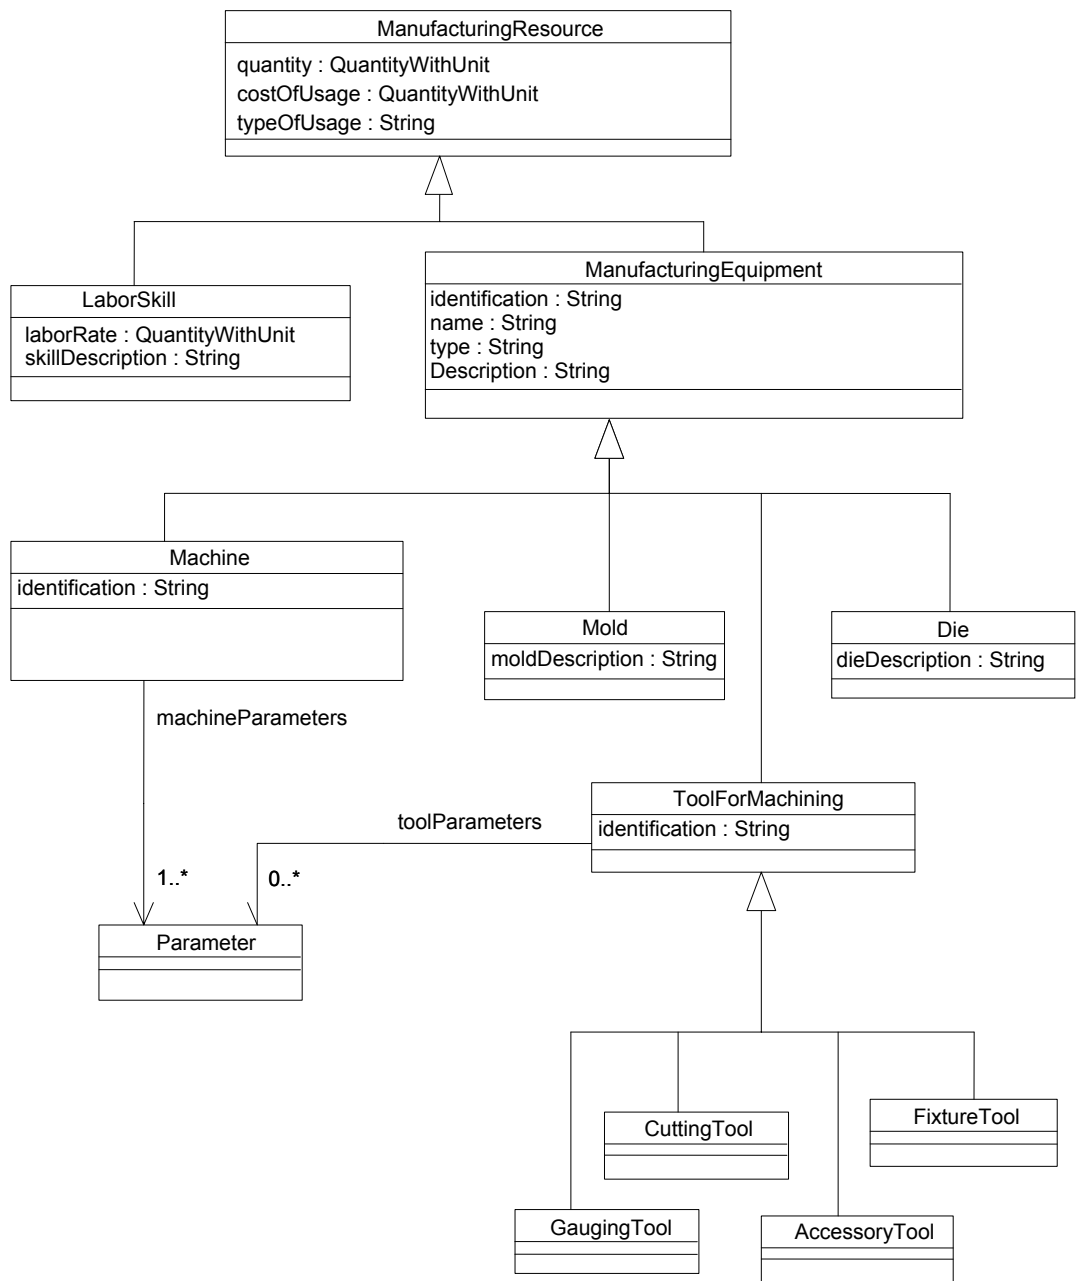 ManufacturingResource
quantity : QuantityWithUnit
costOfUsage : QuantityWithUnit
typeOfUsage : String
LaborSkill
laborRate : QuantityWithUnit
skillDescription : String
ManufacturingEquipment
identification : String
name : String
type : String
Description : String
Machine
identification : String
Mold
moldDescription : String
Die
dieDescription : String
machineParameters
ToolForMachining
identification : String
toolParameters
1..*
0..*
Parameter
CuttingTool
FixtureTool
GaugingTool
AccessoryTool